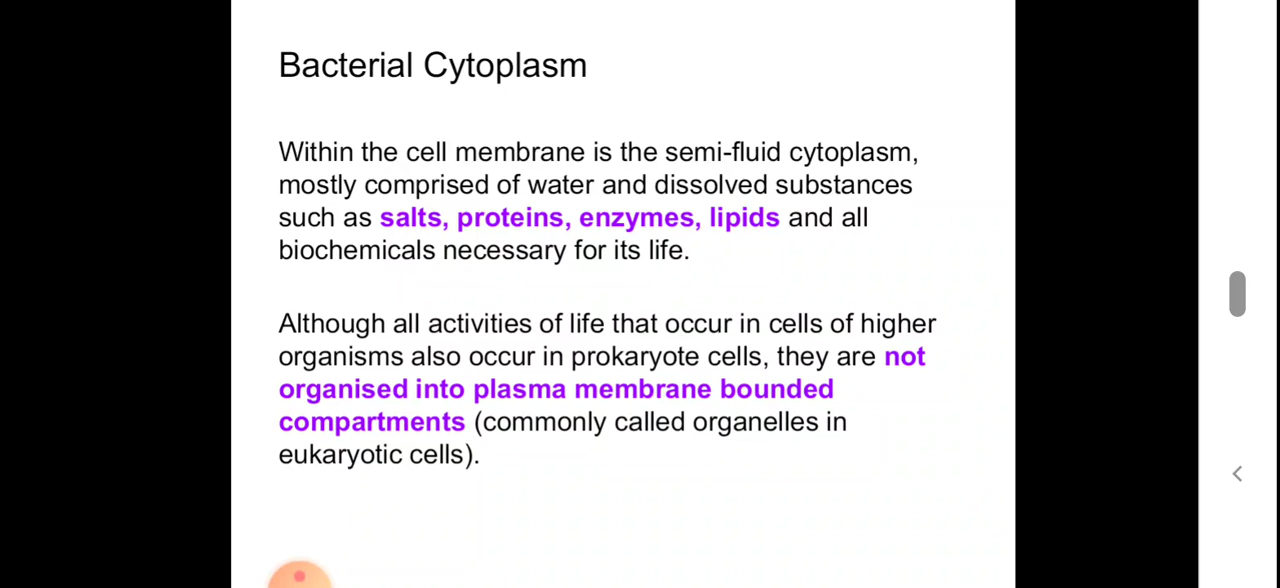 Bacterial Cytoplasm
Within the cell membrane is the semi-fluid cytoplasm,
mostly comprised of water and dissolved substances
such as salts, proteins, enzymes, lipids and all
biochemicals necessary for its life.
Although all activities of life that occur in cells of higher
organisms also occur in prokaryote cells, they are not
organised into plasma membrane bounded
compartments (commonly called organelles in
eukaryotic cells).